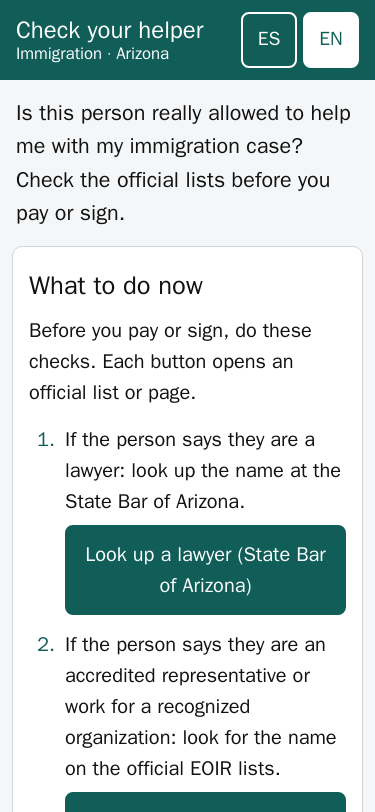 Check your helper
Immigration · Arizona
ES
EN
Is this person really allowed to help
me with my immigration case?
Check the official lists before you
pay or sign.
What to do now
Before you pay or sign, do these
checks. Each button opens an
official list or page.
1. If the person says they are a
lawyer: look up the name at the
State Bar of Arizona.
Look up a lawyer (State Bar
of Arizona)
2. If the person says they are an
accredited representative or
work for a recognized
organization: look for the name
on the official EOIR lists.